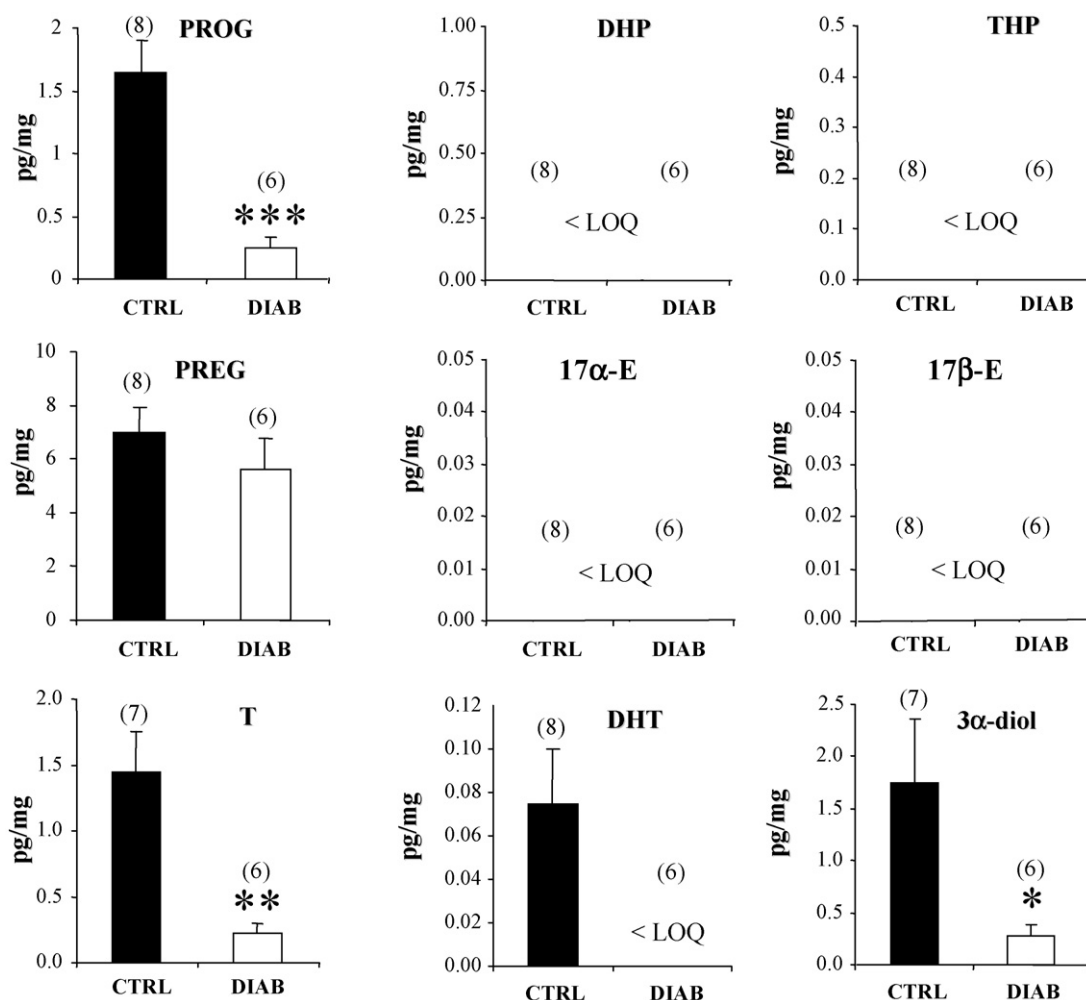 PROG
(8)
(6)
***
2
1.5
1
0.5
0
pg/mg
CTRL
DIAB
DHP
1.00
0.75
0.50
0.25
0.00
pg/mg
(8)
(6)
< LOQ
CTRL
DIAB
THP
0.5
0.4
0.3
0.2
0.1
0.0
pg/mg
(8)
(6)
< LOQ
CTRL
DIAB
PREG
(8)
(6)
10
8
6
4
2
0
pg/mg
CTRL
DIAB
17α-E
0.05
0.04
0.03
0.02
0.01
0.00
pg/mg
(8)
(6)
< LOQ
CTRL
DIAB
17β-E
0.05
0.04
0.03
0.02
0.01
0.00
pg/mg
(8)
(6)
< LOQ
CTRL
DIAB
T
(7)
(6)
**
2.0
1.5
1.0
0.5
0.0
pg/mg
CTRL
DIAB
DHT
(8)
(6)
< LOQ
0.10
0.08
0.06
0.04
0.02
0.00
pg/mg
CTRL
DIAB
3α-diol
(7)
(6)
*
2.5
2.0
1.5
1.0
0.5
0.0
pg/mg
CTRL
DIAB